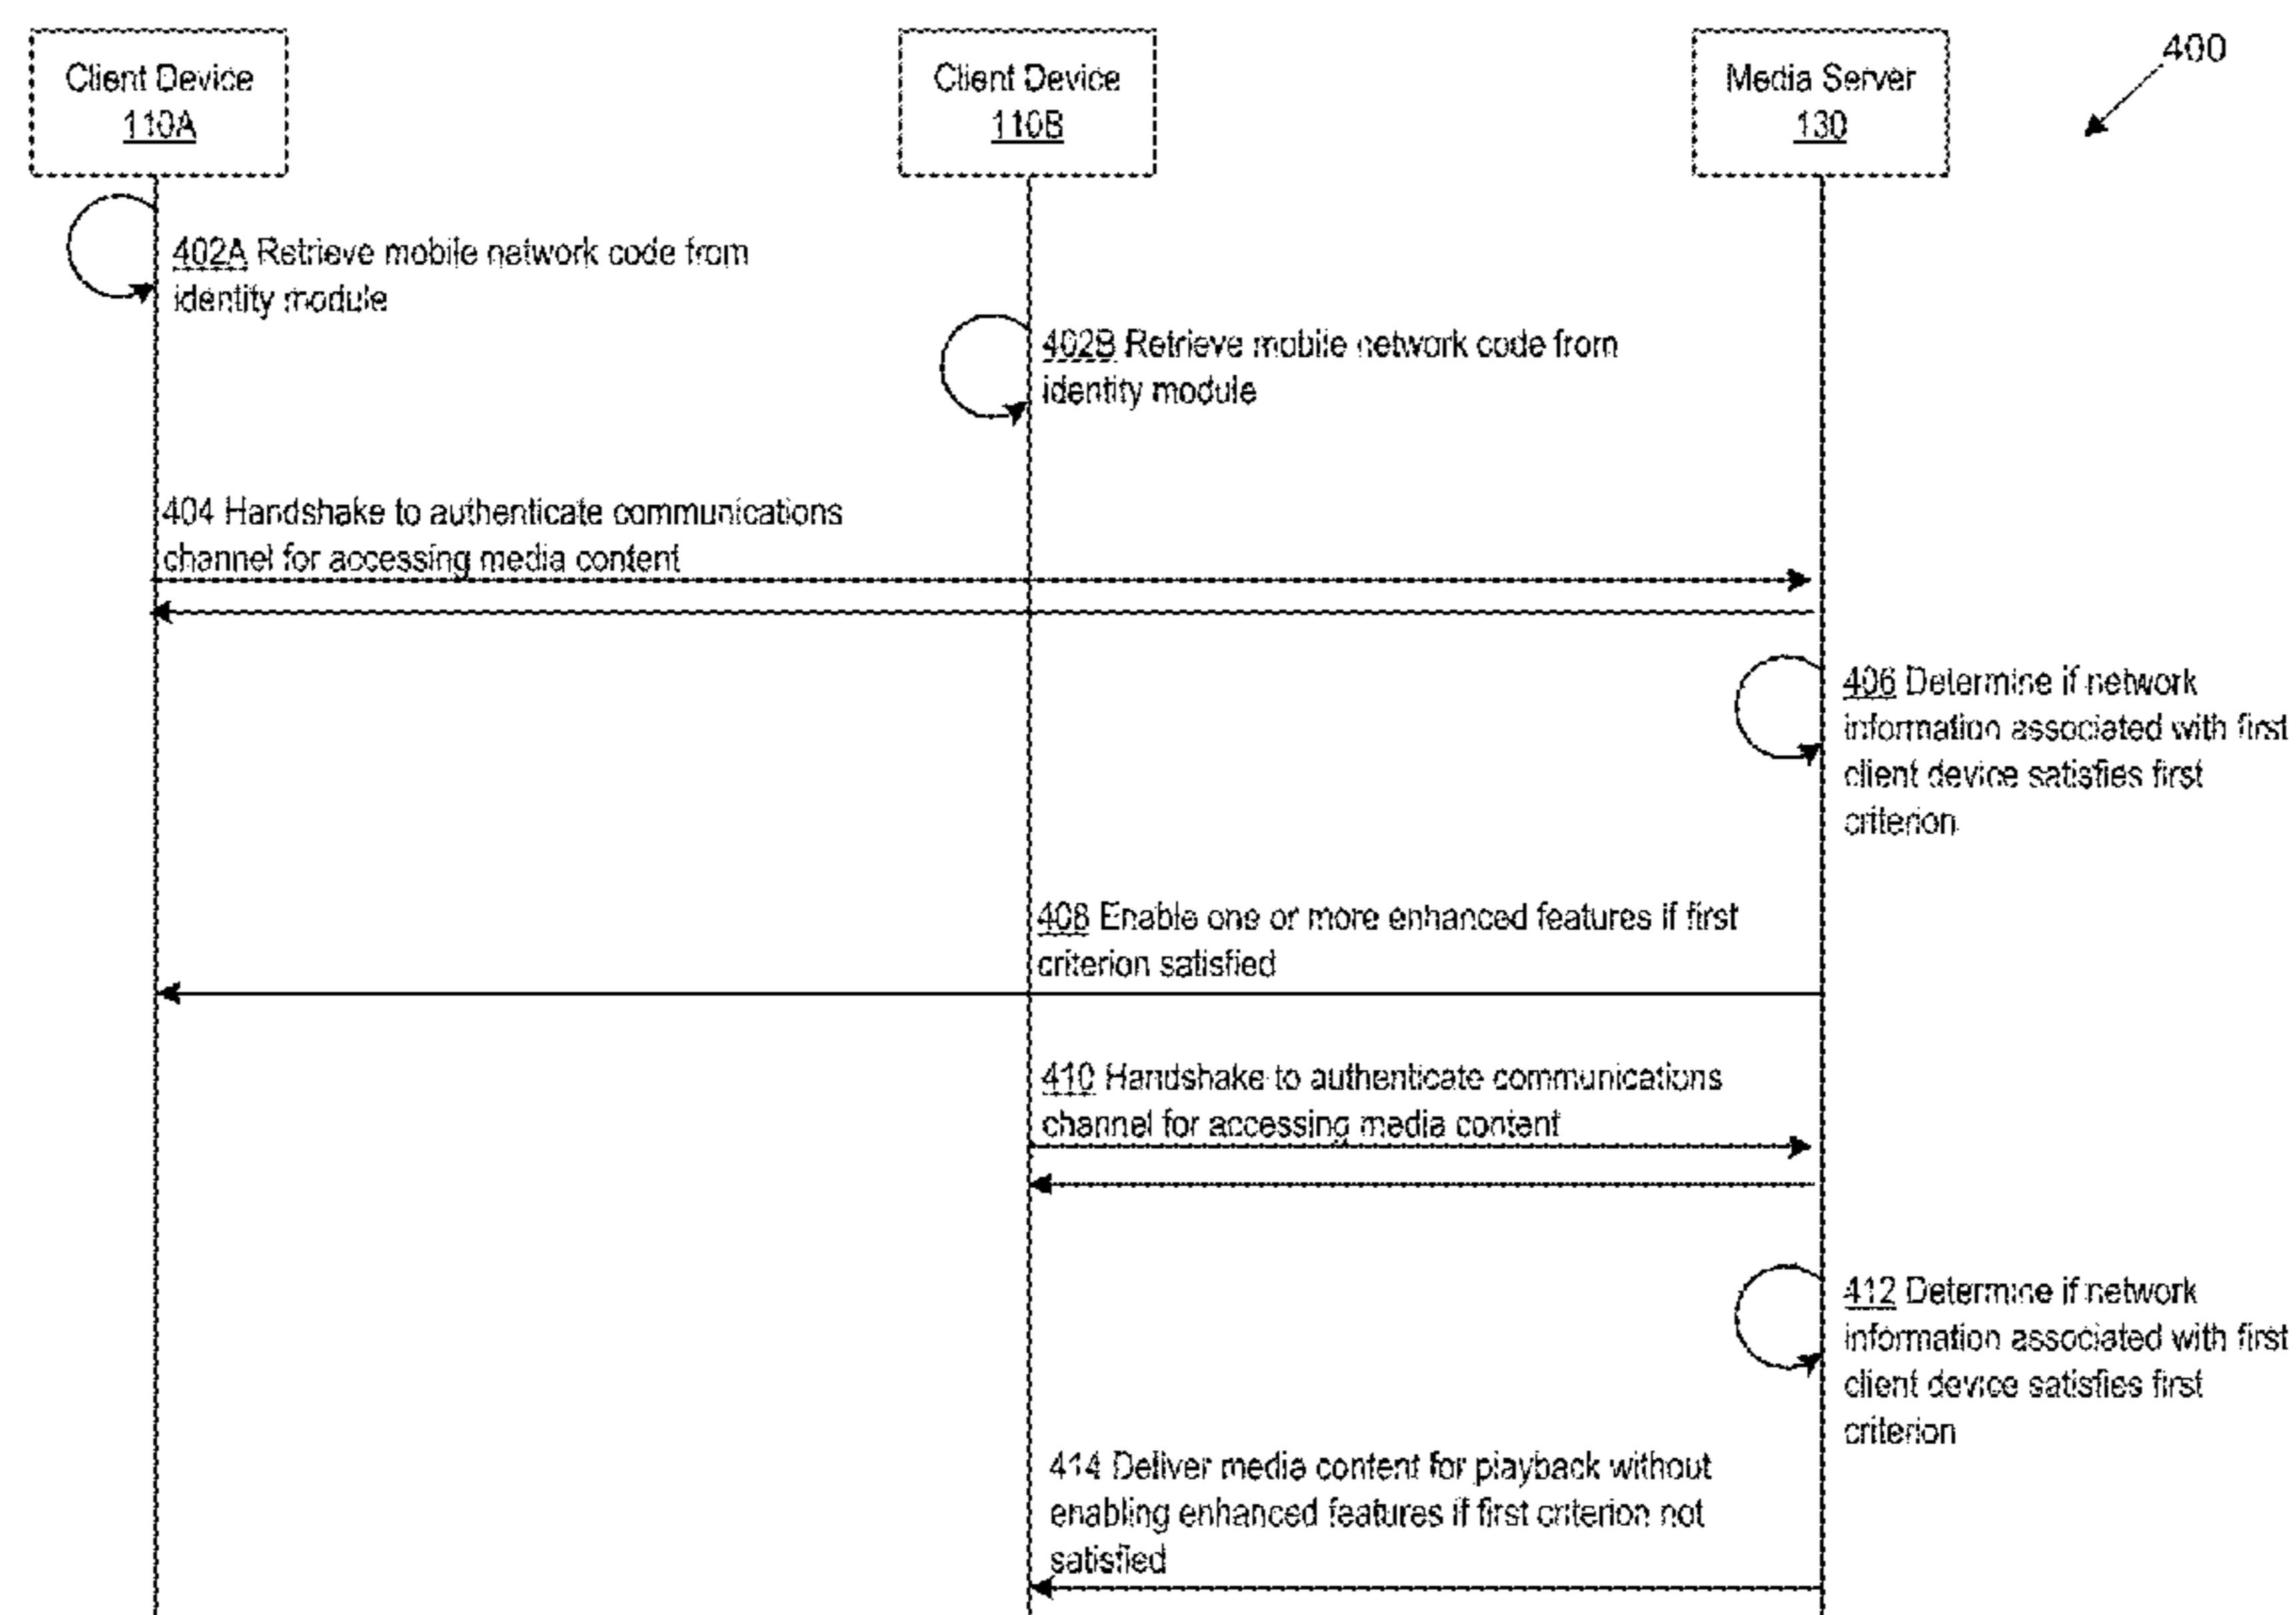 Client Device
110A
Client Device
110B
Media Server
130
400
402A Retrieve mobile network code from
identity module
402B Retrieve mobile network code from
identity module
404 Handshake to authenticate communications
channel for accessing media content
406 Determine if network
information associated with first
client device satisfies first
criterion
408 Enable one or more enhanced features if first
criterion satisfied
410 Handshake to authenticate communications
channel for accessing media content
412 Determine if network
information associated with first
client device satisfies first
criterion
414 Deliver media content for playback without
enabling enhanced features if first criterion not
satisfied